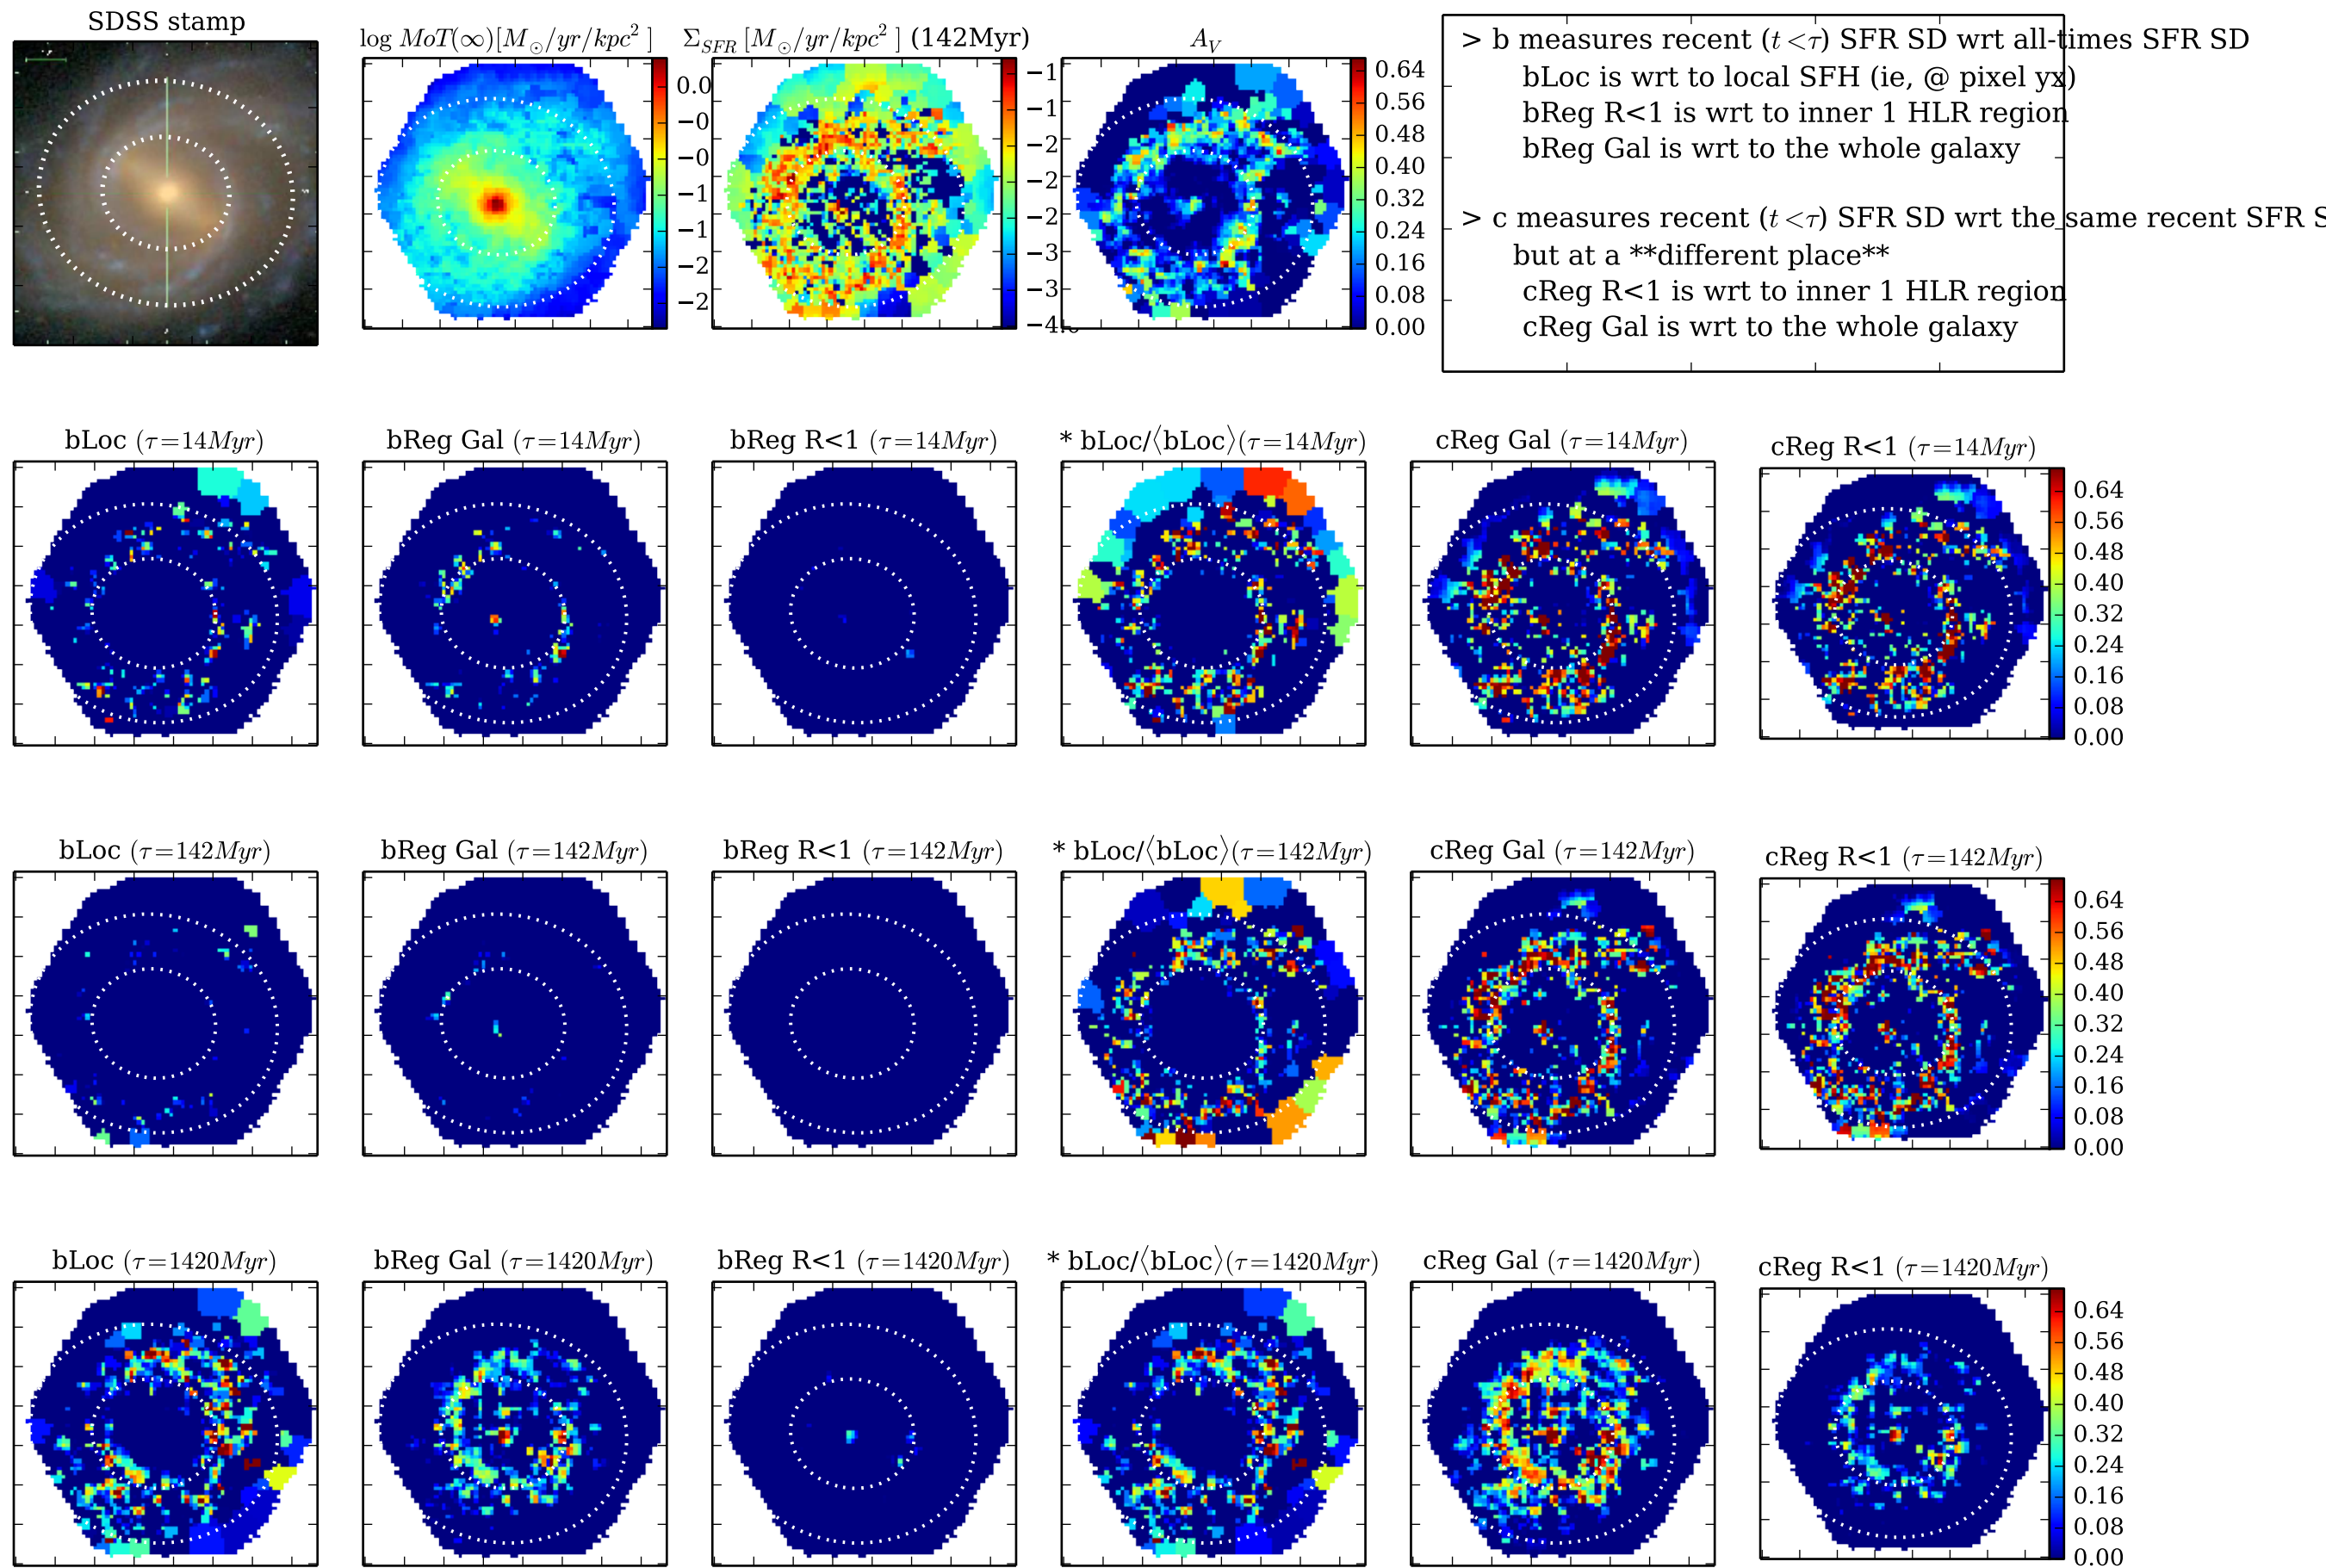 SDSS stamp
log MoT(∞)[M⊙/yr/kpc² ]
Σ_SFR [M⊙/yr/kpc² ] (142Myr)
A_V
0.0
−0
−0
−1
−1
−2
−2
−1
−1
−2
−2
−2
−3
−3
0.64
0.56
0.48
0.40
0.32
0.24
0.16
0.08
0.00
> b measures recent (t<τ) SFR SD wrt all-times SFR SD
bLoc is wrt to local SFH (ie, @ pixel yx)
bReg R<1 is wrt to inner 1 HLR region
bReg Gal is wrt to the whole galaxy
> c measures recent (t<τ) SFR SD wrt the same recent SFR S
but at a **different place**
cReg R<1 is wrt to inner 1 HLR region
cReg Gal is wrt to the whole galaxy
bLoc (τ=14Myr)
bReg Gal (τ=14Myr)
bReg R<1 (τ=14Myr)
* bLoc/⟨bLoc⟩(τ=14Myr)
cReg Gal (τ=14Myr)
cReg R<1 (τ=14Myr)
0.64
0.56
0.48
0.40
0.32
0.24
0.16
0.08
0.00
bLoc (τ=142Myr)
bReg Gal (τ=142Myr)
bReg R<1 (τ=142Myr)
* bLoc/⟨bLoc⟩(τ=142Myr)
cReg Gal (τ=142Myr)
cReg R<1 (τ=142Myr)
0.64
0.56
0.48
0.40
0.32
0.24
0.16
0.08
0.00
bLoc (τ=1420Myr)
bReg Gal (τ=1420Myr)
bReg R<1 (τ=1420Myr)
* bLoc/⟨bLoc⟩(τ=1420Myr)
cReg Gal (τ=1420Myr)
cReg R<1 (τ=1420Myr)
0.64
0.56
0.48
0.40
0.32
0.24
0.16
0.08
0.00